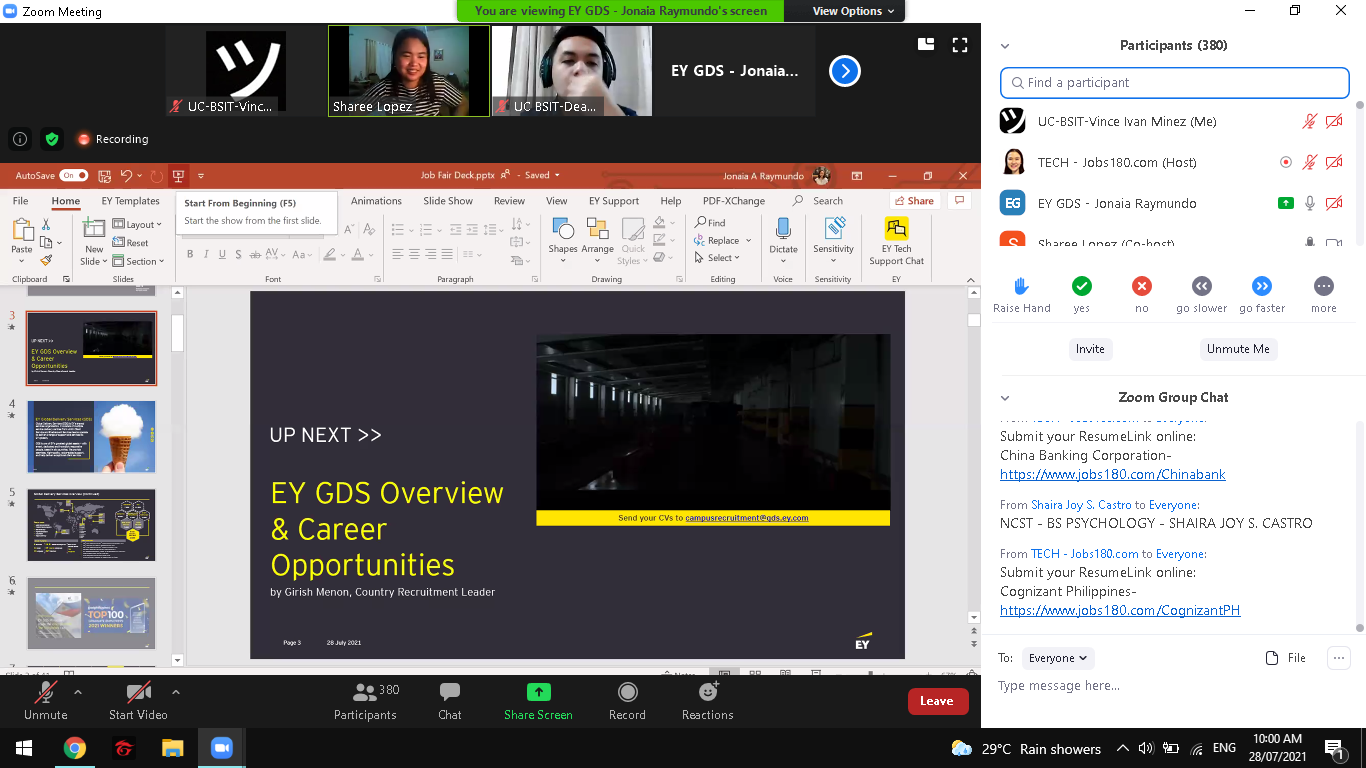 Zoom Meeting
You are viewing EY GDS - Jonaia Raymundo's screen
View Options
ツ
UC-BSIT-Vinc...
Sharee Lopez
UC BSIT-Dea...
EY GDS - Jonaia...
Recording
AutoSave On
Job Fair Deck.pptx - Saved
Jonaia A Raymundo
File Home EY Templates Animations Slide Show Review View EY Support Help PDF-XChange Search Share
Start From Beginning (F5)
Start the show from the first slide.
Paste
New
Slide
Layout
Reset
Section
B I U S ab AV Aa A
Shapes Arrange Quick
Styles
Find
Replace
Select
Dictate
Sensitivity
EY Tech
Support Chat
Clipboard Slides Font Paragraph Drawing Editing Voice Sensitivity EY
3
UP NEXT >>
EY GDS Overview
& Career
Opportunities
4
5
6
TOP100
2021 WINNERS
7
UP NEXT >>
EY GDS Overview
& Career
Opportunities
by Girish Menon, Country Recruitment Leader
Send your CVs to campusrecruitment@gds.ey.com
Page 3 28 July 2021
EY
Unmute
Start Video
380
Participants
Chat
Share Screen
Record
Reactions
Leave
Participants (380)
Find a participant
UC-BSIT-Vince Ivan Minez (Me)
TECH - Jobs180.com (Host)
EG EY GDS - Jonaia Raymundo
S Sharee Lopez (Co-host)
Raise Hand yes no go slower go faster more
Invite Unmute Me
Zoom Group Chat
Submit your ResumeLink online:
China Banking Corporation-
https://www.jobs180.com/Chinabank
From Shaira Joy S. Castro to Everyone:
NCST - BS PSYCHOLOGY - SHAIRA JOY S. CASTRO
From TECH - Jobs180.com to Everyone:
Submit your ResumeLink online:
Cognizant Philippines-
https://www.jobs180.com/CognizantPH
To: Everyone File
Type message here...
29°C Rain showers ENG
10:00 AM
28/07/2021
1